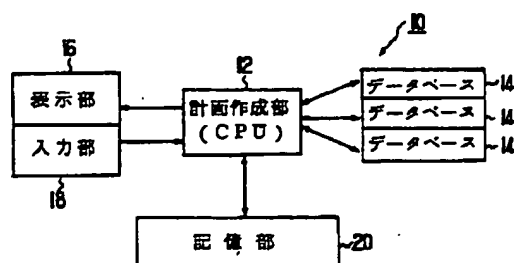 10
16
12
表示部
入力部
18
計画作成部
(CPU)
データベース 14
データベース 14
データベース 14
記憶部 20